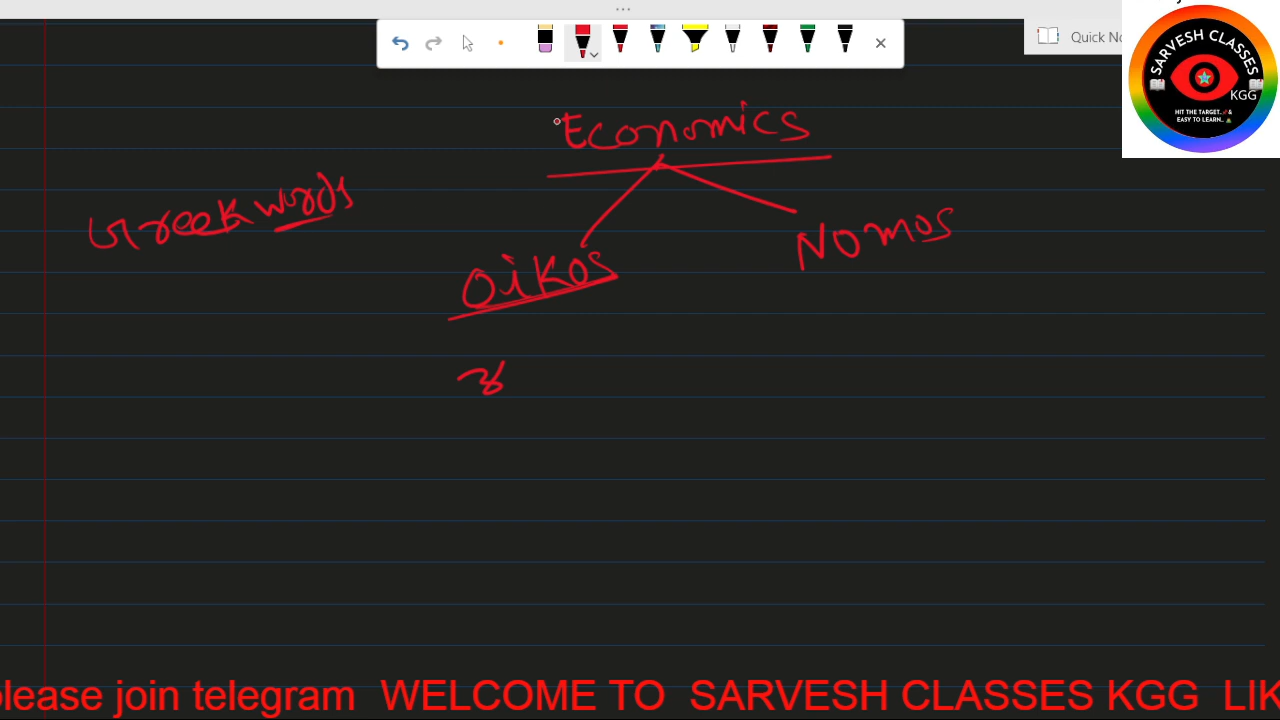 Quick No
SARVESH CLASSES
KGG
HIT THE TARGET..&
EASY TO LEARN..
Economics
Greek words
Oikos
Nomos
please join telegram WELCOME TO SARVESH CLASSES KGG LIK